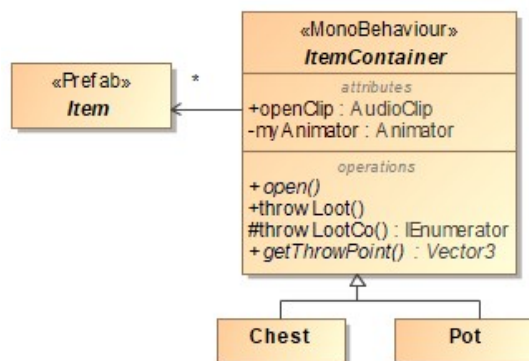 «MonoBehaviour»
ItemContainer
attributes
+openClip : AudioClip
-myAnimator : Animator
operations
+open()
+throwLoot()
#throwLootCo() : IEnumerator
+getThrowPoint() : Vector3
«Prefab»
Item
*
Chest
Pot